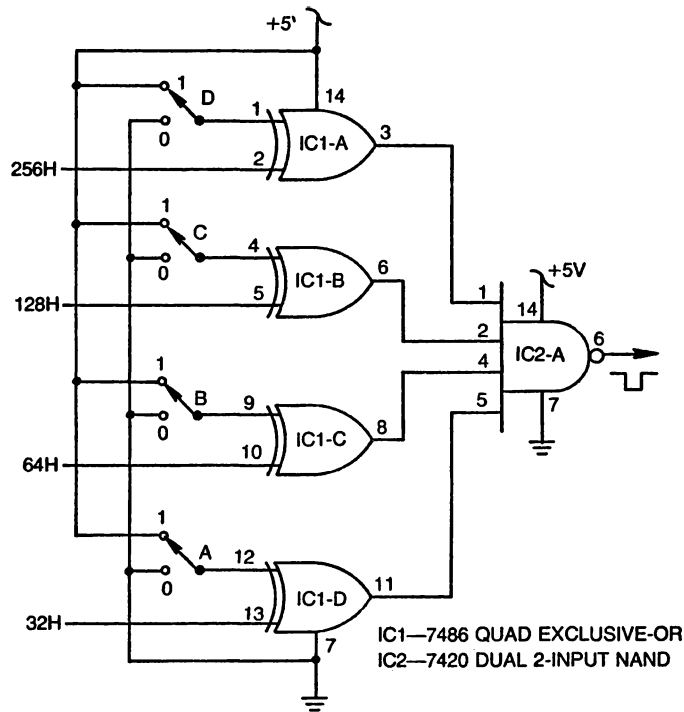 +5'
1
D
14
1
IC1-A
3
0
2
256H
1
C
4
IC1-B
6
0
5
128H
1
+5V
14
2
IC2-A
6
1
4
B
9
5
7
0
IC1-C
8
10
64H
1
A
12
IC1-D
11
0
13
32H
7
IC1—7486 QUAD EXCLUSIVE-OR
IC2—7420 DUAL 2-INPUT NAND